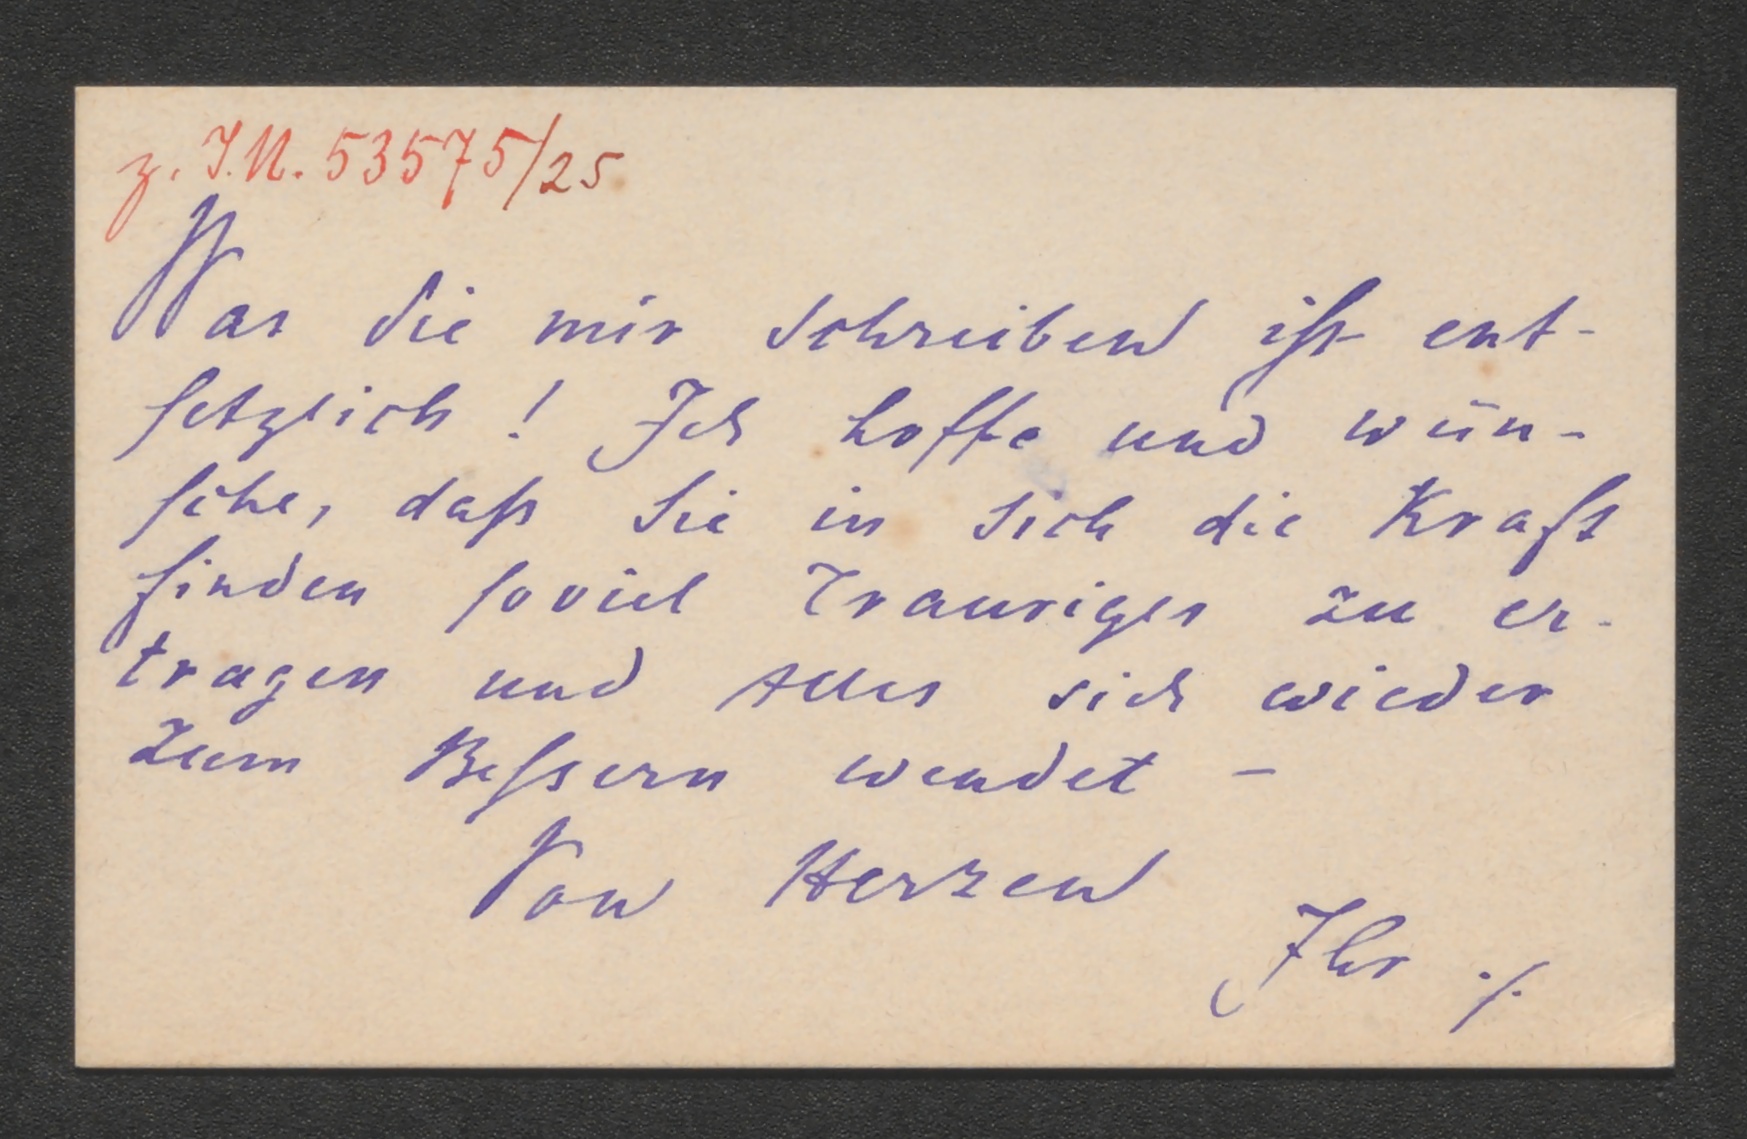 z. I.N. 53575/25
Was Sie mir schreiben ist ent-
setzlich! Ich hoffe und wün-
sche, daß Sie in sich die Kraft
finden soviel Trauriges zu er-
tragen und Alles sich wieder
zum Bessern wendet –
Von Herzen
Ihr ./.